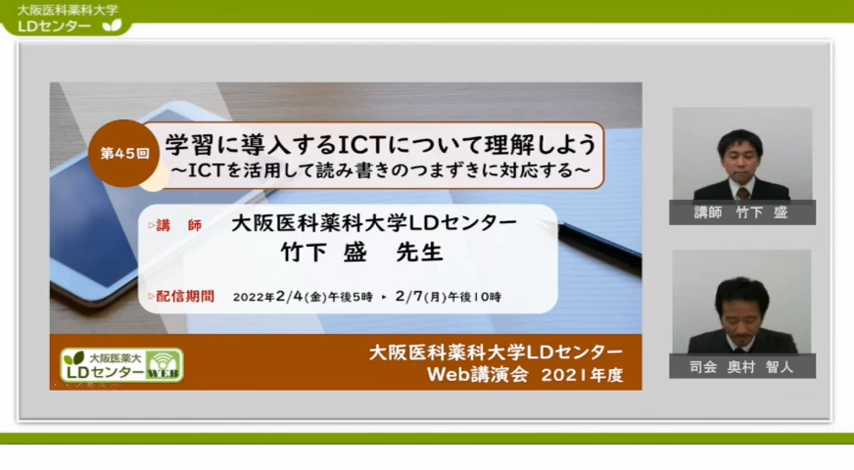 大阪医科薬科大学
LDセンター
第45回
学習に導入するICTについて理解しよう
～ICTを活用して読み書きのつまずきに対応する～
▷講 師 大阪医科薬科大学LDセンター
竹下 盛 先生
▷配信期間 2022年2/4(金)午後5時 ▸ 2/7(月)午後10時
大阪医薬大
LDセンター WEB
大阪医科薬科大学LDセンター
Web講演会 2021年度
講師 竹下 盛
司会 奥村 智人